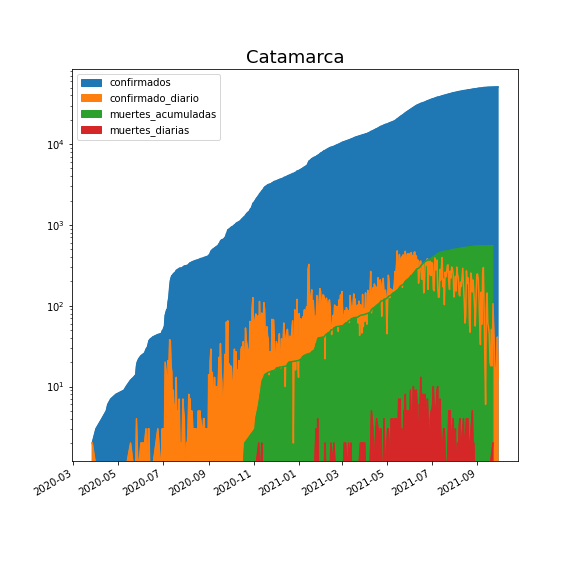 Catamarca
confirmados
confirmado_diario
muertes_acumuladas
muertes_diarias
10^4
10^3
10^2
10^1
2020-03
2020-05
2020-07
2020-09
2020-11
2021-01
2021-03
2021-05
2021-07
2021-09